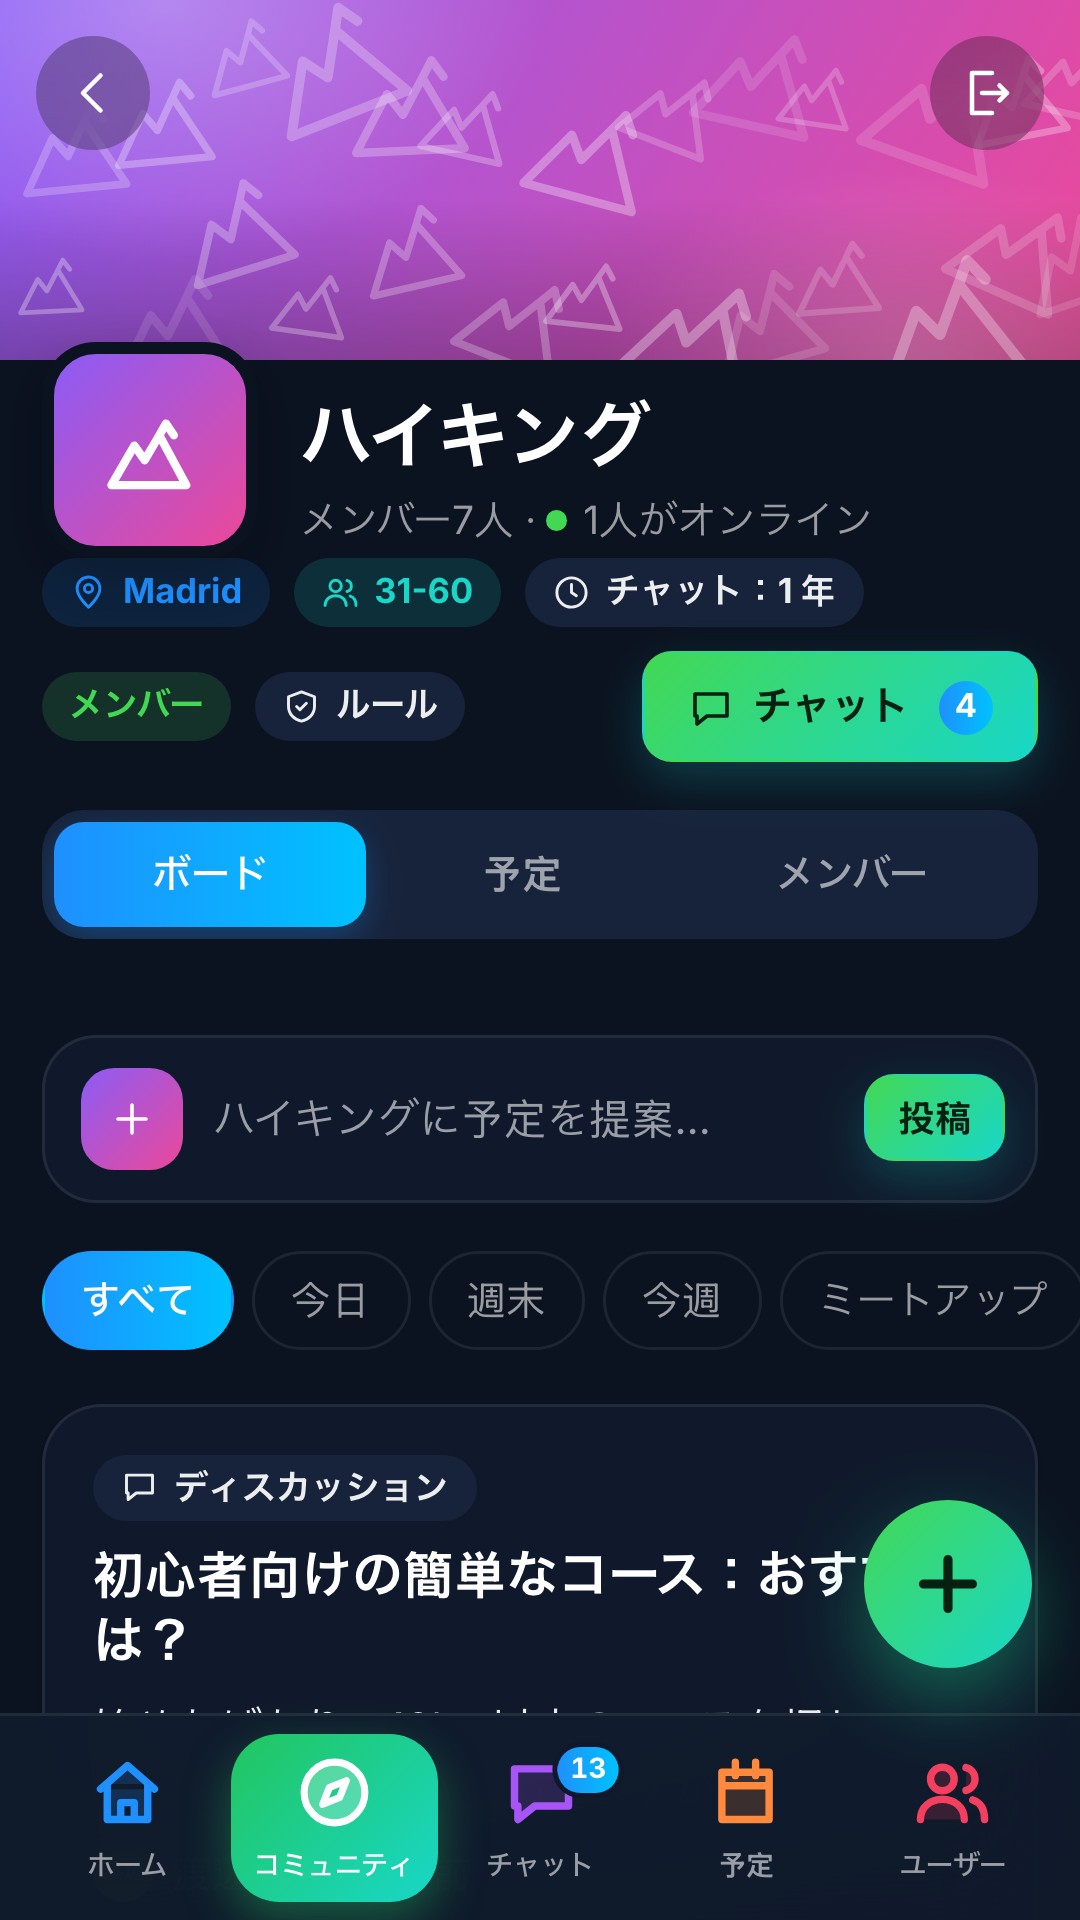 ハイキング
メンバー7人 · 1人がオンライン
Madrid 31-60 チャット：1年
メンバー ルール チャット 4
ボード 予定 メンバー
ハイキングに予定を提案... 投稿
すべて 今日 週末 今週 ミートアップ
ディスカッション
初心者向けの簡単なコース：おす
は？
13
ホーム コミュニティ チャット 予定 ユーザー